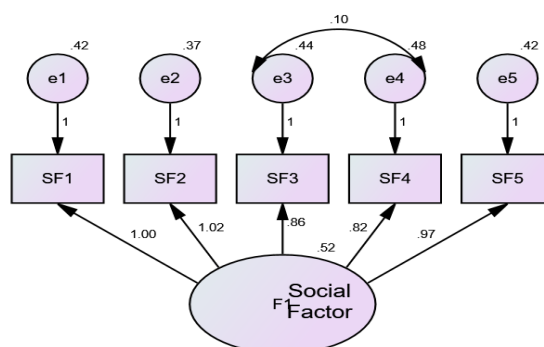 .10
.42 .37 .44 .48 .42
e1 e2 e3 e4 e5
1 1 1 1 1
SF1 SF2 SF3 SF4 SF5
1.00 1.02 .86 .82 .97
.52
F1 Social
Factor